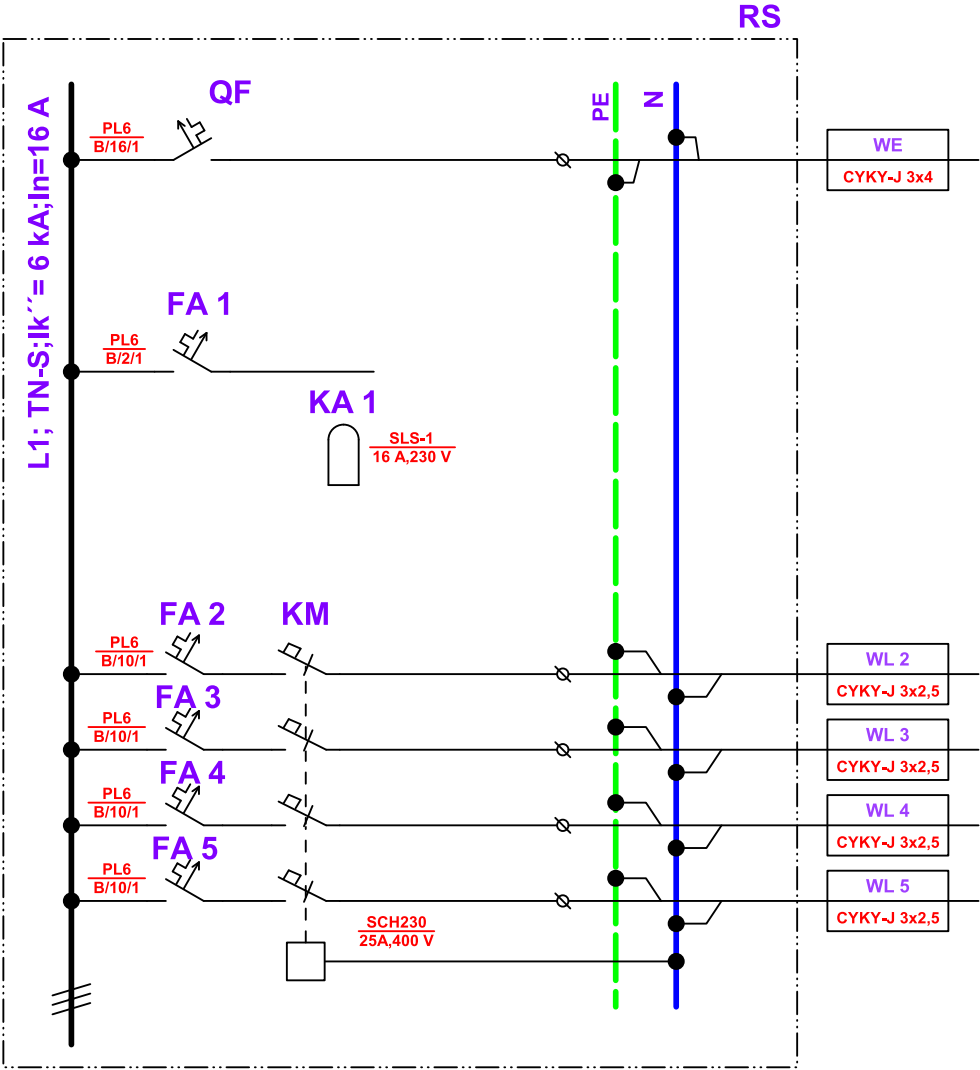 RS
L1; TN-S;Ik´´= 6 kA;In=16 A
QF
PL6
B/16/1
PE
N
WE
CYKY-J 3x4
FA 1
PL6
B/2/1
KA 1
SLS-1
16 A,230 V
FA 2
KM
PL6
B/10/1
WL 2
CYKY-J 3x2,5
FA 3
PL6
B/10/1
WL 3
CYKY-J 3x2,5
FA 4
PL6
B/10/1
WL 4
CYKY-J 3x2,5
FA 5
PL6
B/10/1
WL 5
CYKY-J 3x2,5
SCH230
25A,400 V